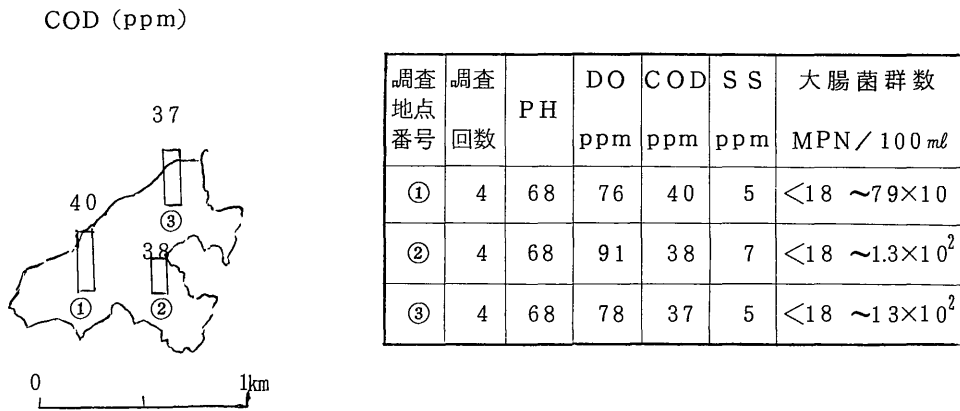 COD (ppm)
37
③
40
①
38
②
0 1km
調査地点番号 調査回数 PH DO ppm COD ppm SS ppm 大腸菌群数 MPN/100㎖
① 4 68 76 40 5 <18 ~79×10
② 4 68 91 38 7 <18 ~1.3×10²
③ 4 68 78 37 5 <18 ~13×10²